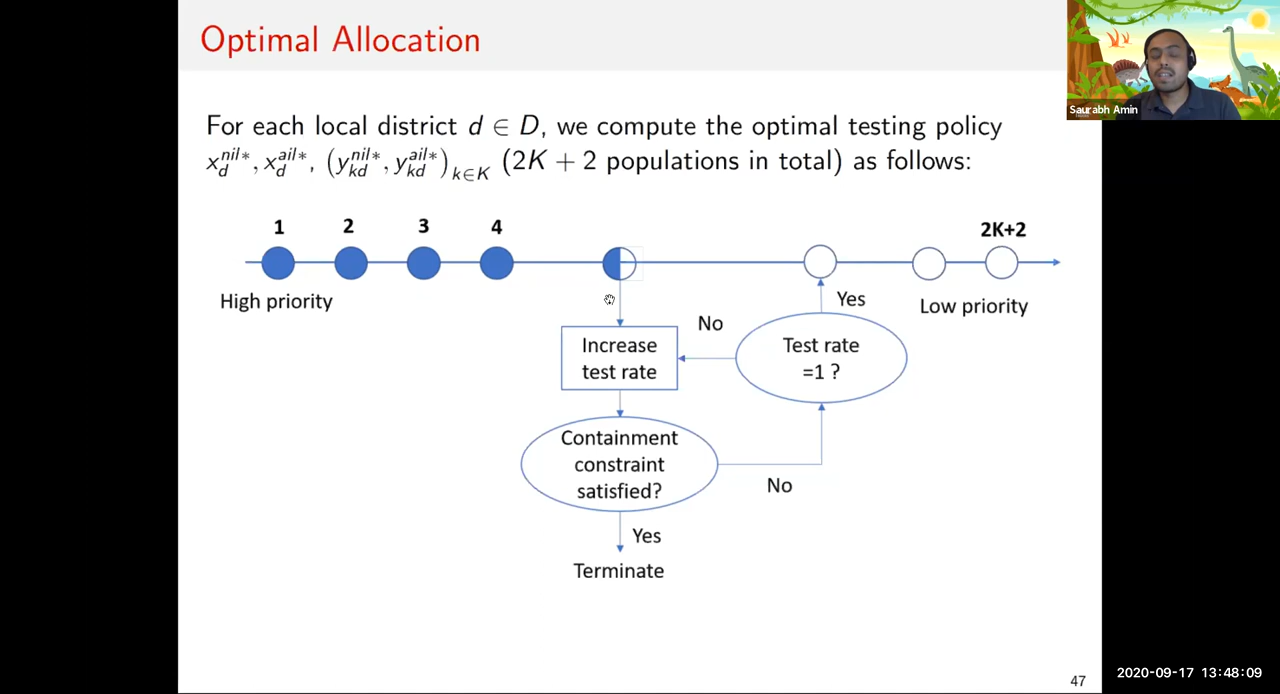 Optimal Allocation
Saurabh Amin
For each local district d ∈ D, we compute the optimal testing policy
x_d^{nil*}, x_d^{ail*}, (y_{kd}^{nil*}, y_{kd}^{ail*})_{k∈K} (2K + 2 populations in total) as follows:
1 2 3 4 2K+2
High priority
Low priority
Yes
No
Increase
test rate
Test rate
=1 ?
Containment
constraint
satisfied?
No
Yes
Terminate
47
2020-09-17 13:48:09